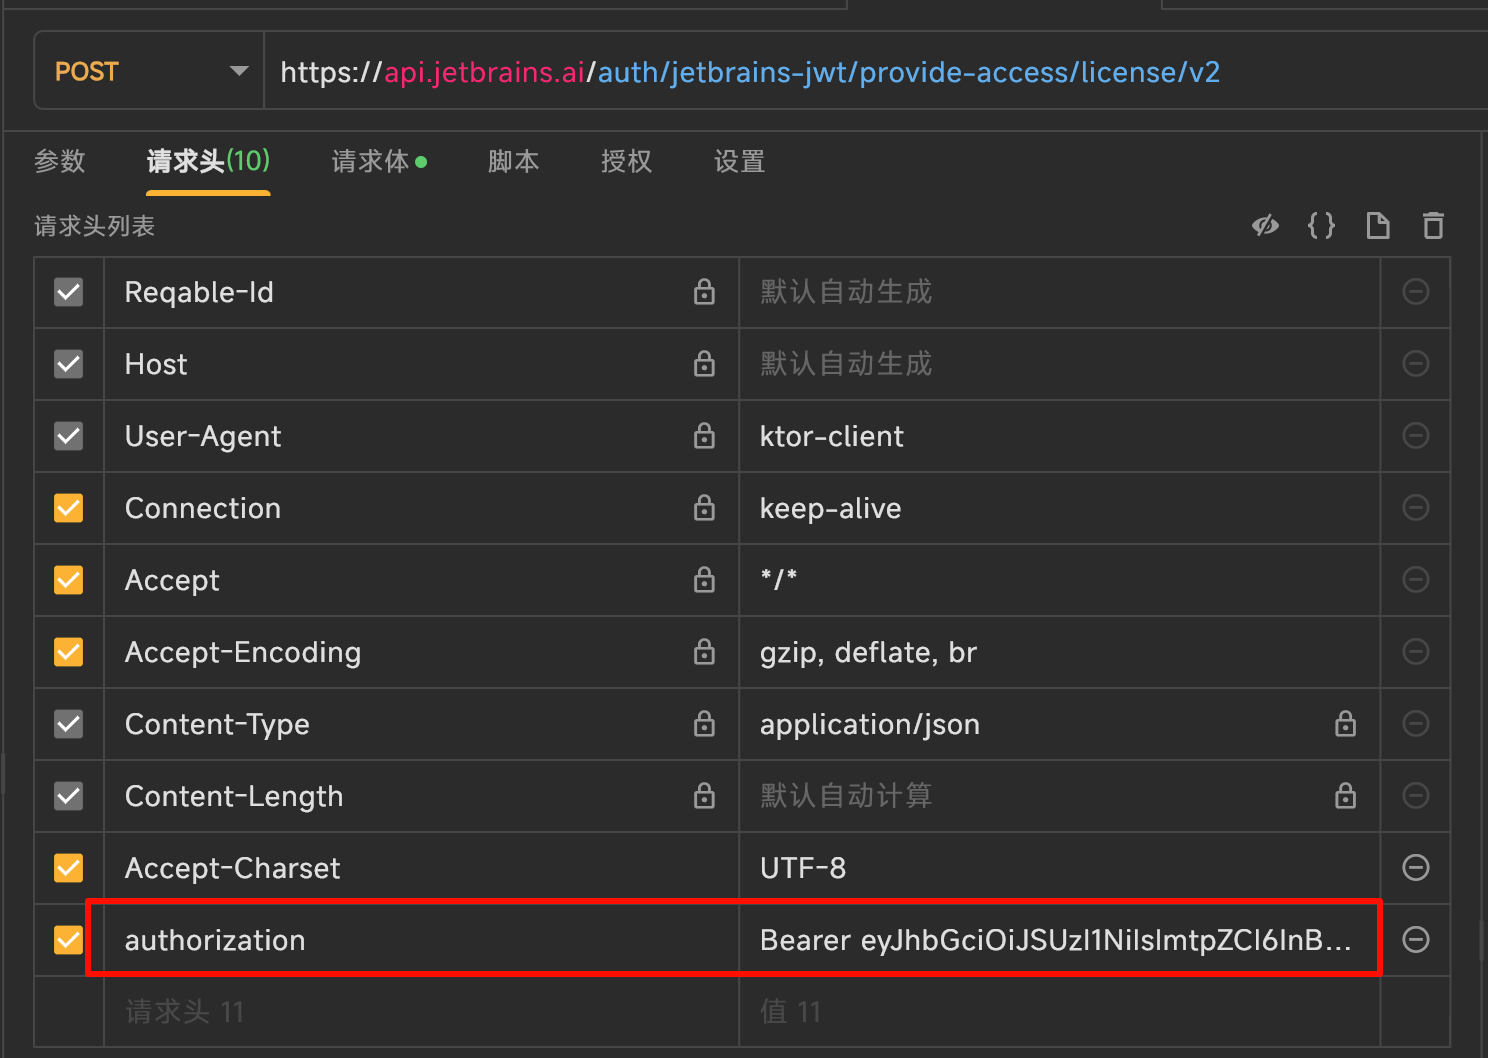 POST https://api.jetbrains.ai/auth/jetbrains-jwt/provide-access/license/v2
参数 请求头(10) 请求体 脚本 授权 设置
请求头列表
Reqable-Id 默认自动生成
Host 默认自动生成
User-Agent ktor-client
Connection keep-alive
Accept */*
Accept-Encoding gzip, deflate, br
Content-Type application/json
Content-Length 默认自动计算
Accept-Charset UTF-8
authorization Bearer eyJhbGciOiJSUzI1NiIsImtpZCI6InB...
请求头 11 值 11